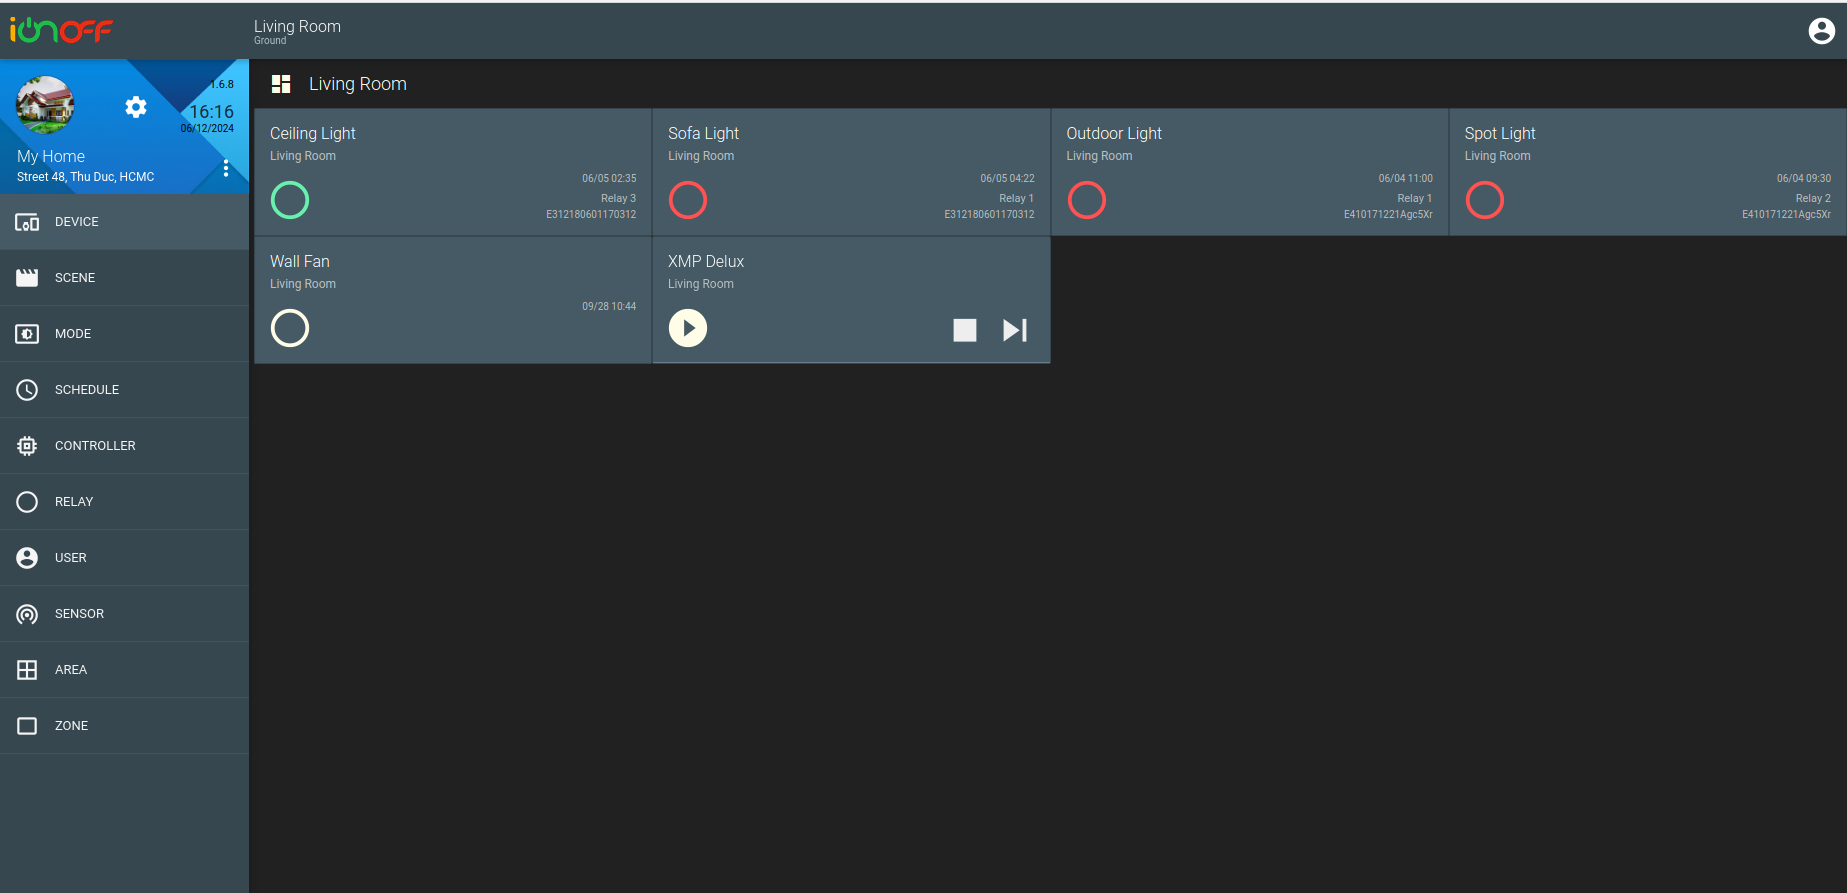 ionoff
Living Room
Ground
1.6.8
16:16
06/12/2024
My Home
Street 48, Thu Duc, HCMC
DEVICE
SCENE
MODE
SCHEDULE
CONTROLLER
RELAY
USER
SENSOR
AREA
ZONE
Living Room
Ceiling Light
Living Room
06/05 02:35
Relay 3
E312180601170312
Sofa Light
Living Room
06/05 04:22
Relay 1
E312180601170312
Outdoor Light
Living Room
06/04 11:00
Relay 1
E410171221Agc5Xr
Spot Light
Living Room
06/04 09:30
Relay 2
E410171221Agc5Xr
Wall Fan
Living Room
09/28 10:44
XMP Delux
Living Room